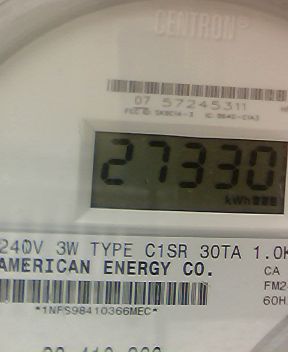 CENTRON®
07 57245311
27330
kWh
240V 3W TYPE C1SR 30TA 1.0K
AMERICAN ENERGY CO.
CA
FM2
60H
*1NFS98410366MEC*